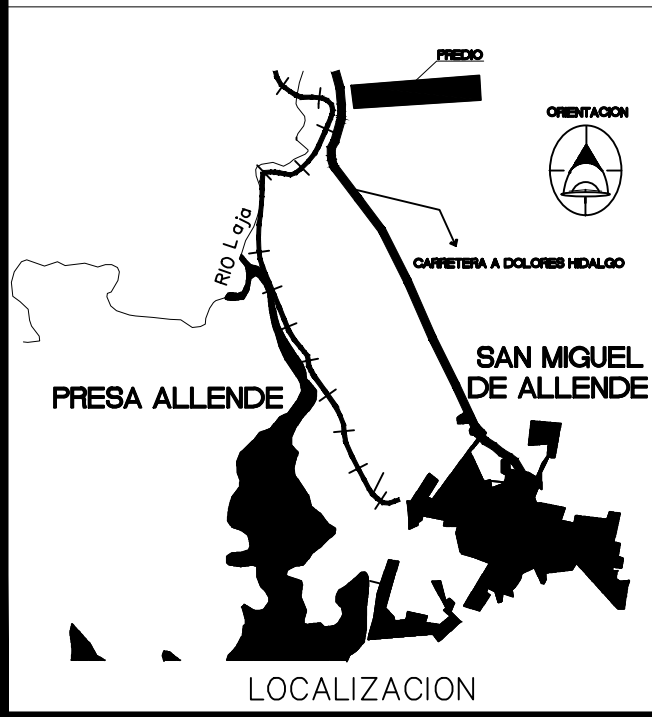 PREDIO
ORIENTACION
RIO Laja
CARRETERA A DOLORES HIDALGO
SAN MIGUEL
DE ALLENDE
PRESA ALLENDE
LOCALIZACION